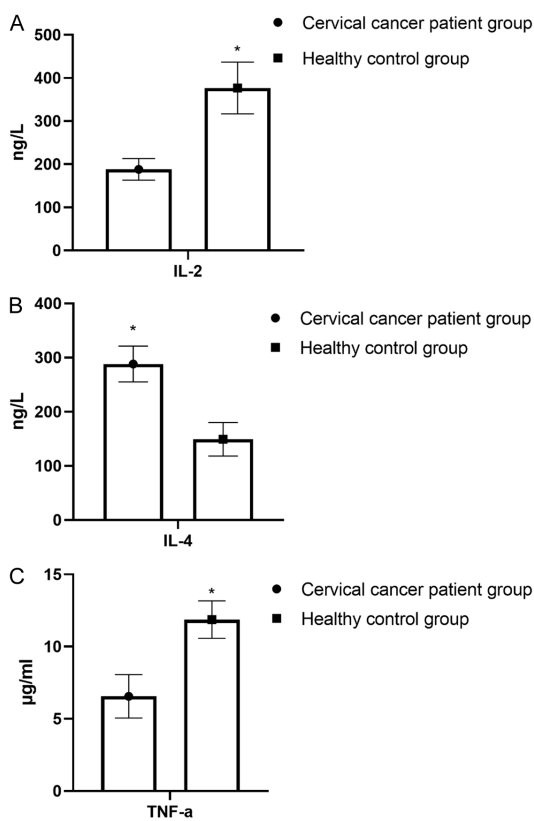 A
Cervical cancer patient group
Healthy control group
500
400
300
200
100
0
ng/L
*
IL-2
B
Cervical cancer patient group
Healthy control group
400
300
200
100
0
ng/L
*
IL-4
C
Cervical cancer patient group
Healthy control group
15
10
5
0
µg/ml
*
TNF-a